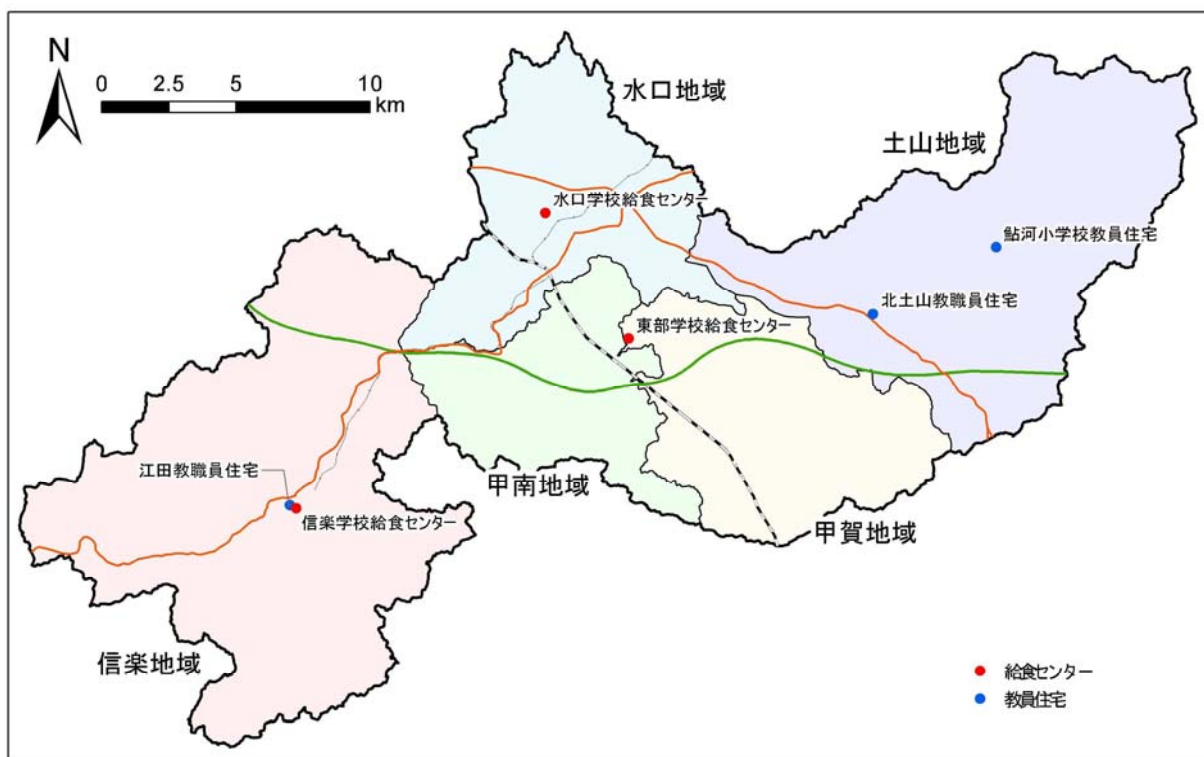 N
0 2.5 5 10
km
水口地域
土山地域
水口学校給食センター
鮎河小学校教員住宅
北土山教職員住宅
東部学校給食センター
江田教職員住宅
信楽学校給食センター
甲南地域
甲賀地域
信楽地域
給食センター
教員住宅